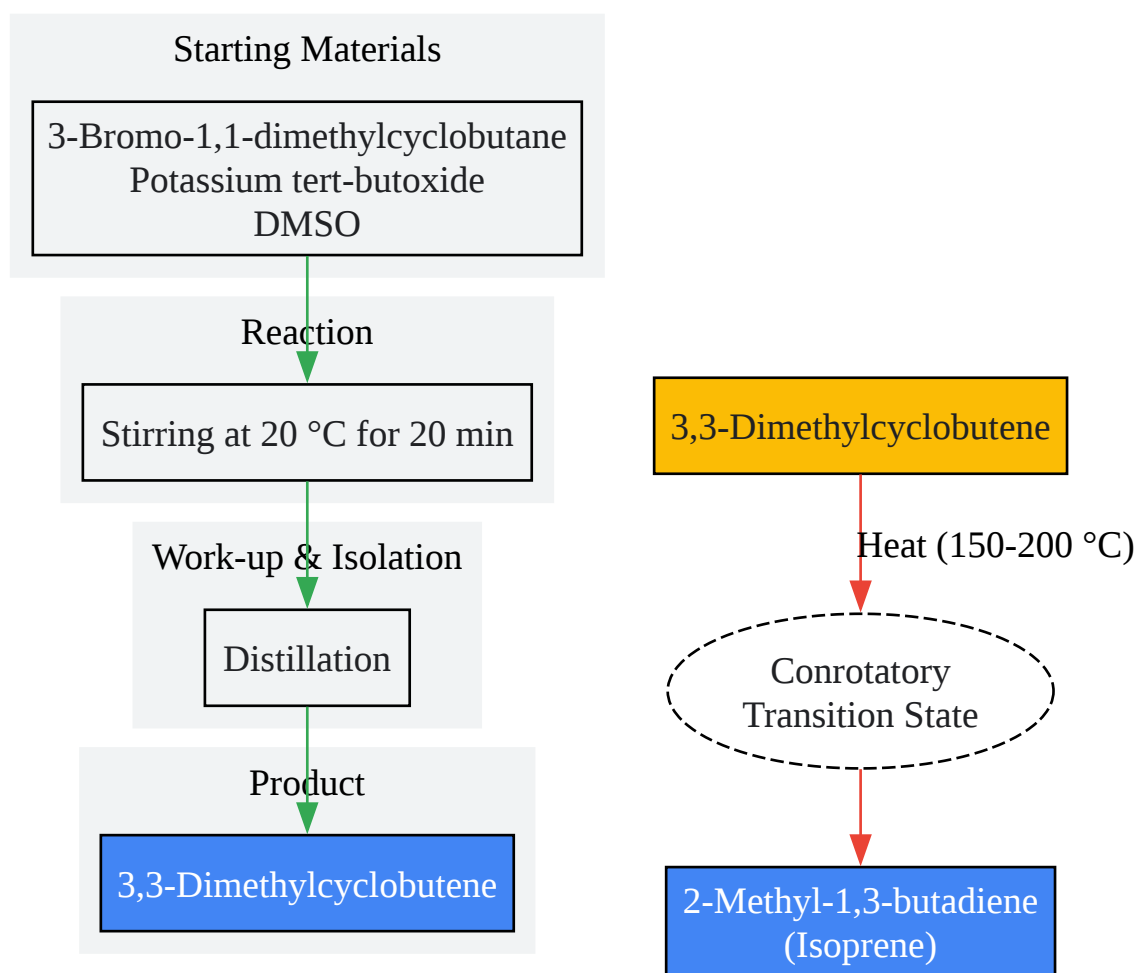 Starting Materials
3-Bromo-1,1-dimethylcyclobutane
Potassium tert-butoxide
DMSO
Reaction
Stirring at 20 °C for 20 min
Work-up & Isolation
Distillation
Product
3,3-Dimethylcyclobutene
3,3-Dimethylcyclobutene
Heat (150-200 °C)
Conrotatory
Transition State
2-Methyl-1,3-butadiene
(Isoprene)